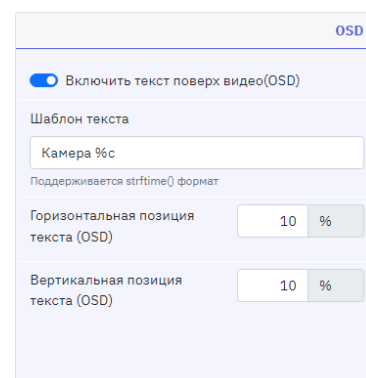 OSD
Включить текст поверх видео(OSD)
Шаблон текста
Камера %c
Поддерживается strftime() формат
Горизонтальная позиция
текста (OSD)
10 %
Вертикальная позиция
текста (OSD)
10 %